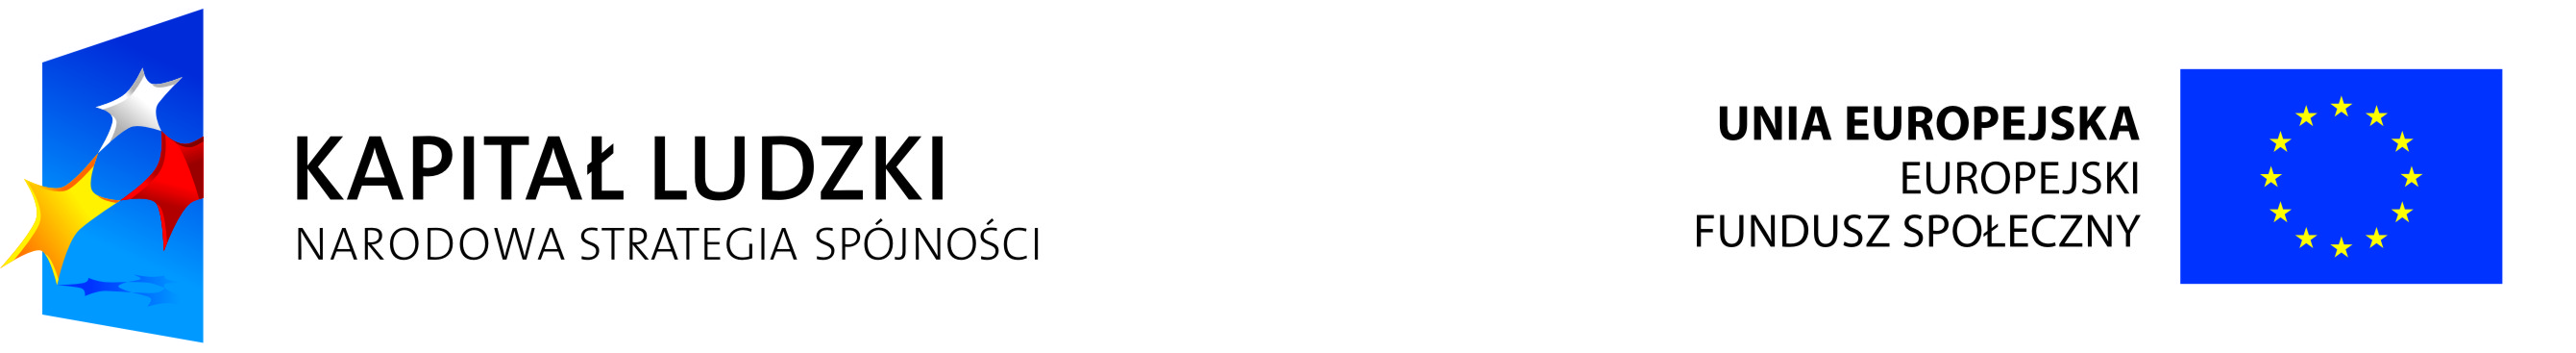 KAPITAŁ LUDZKI
NARODOWA STRATEGIA SPÓJNOŚCI
UNIA EUROPEJSKA
EUROPEJSKI
FUNDUSZ SPOŁECZNY